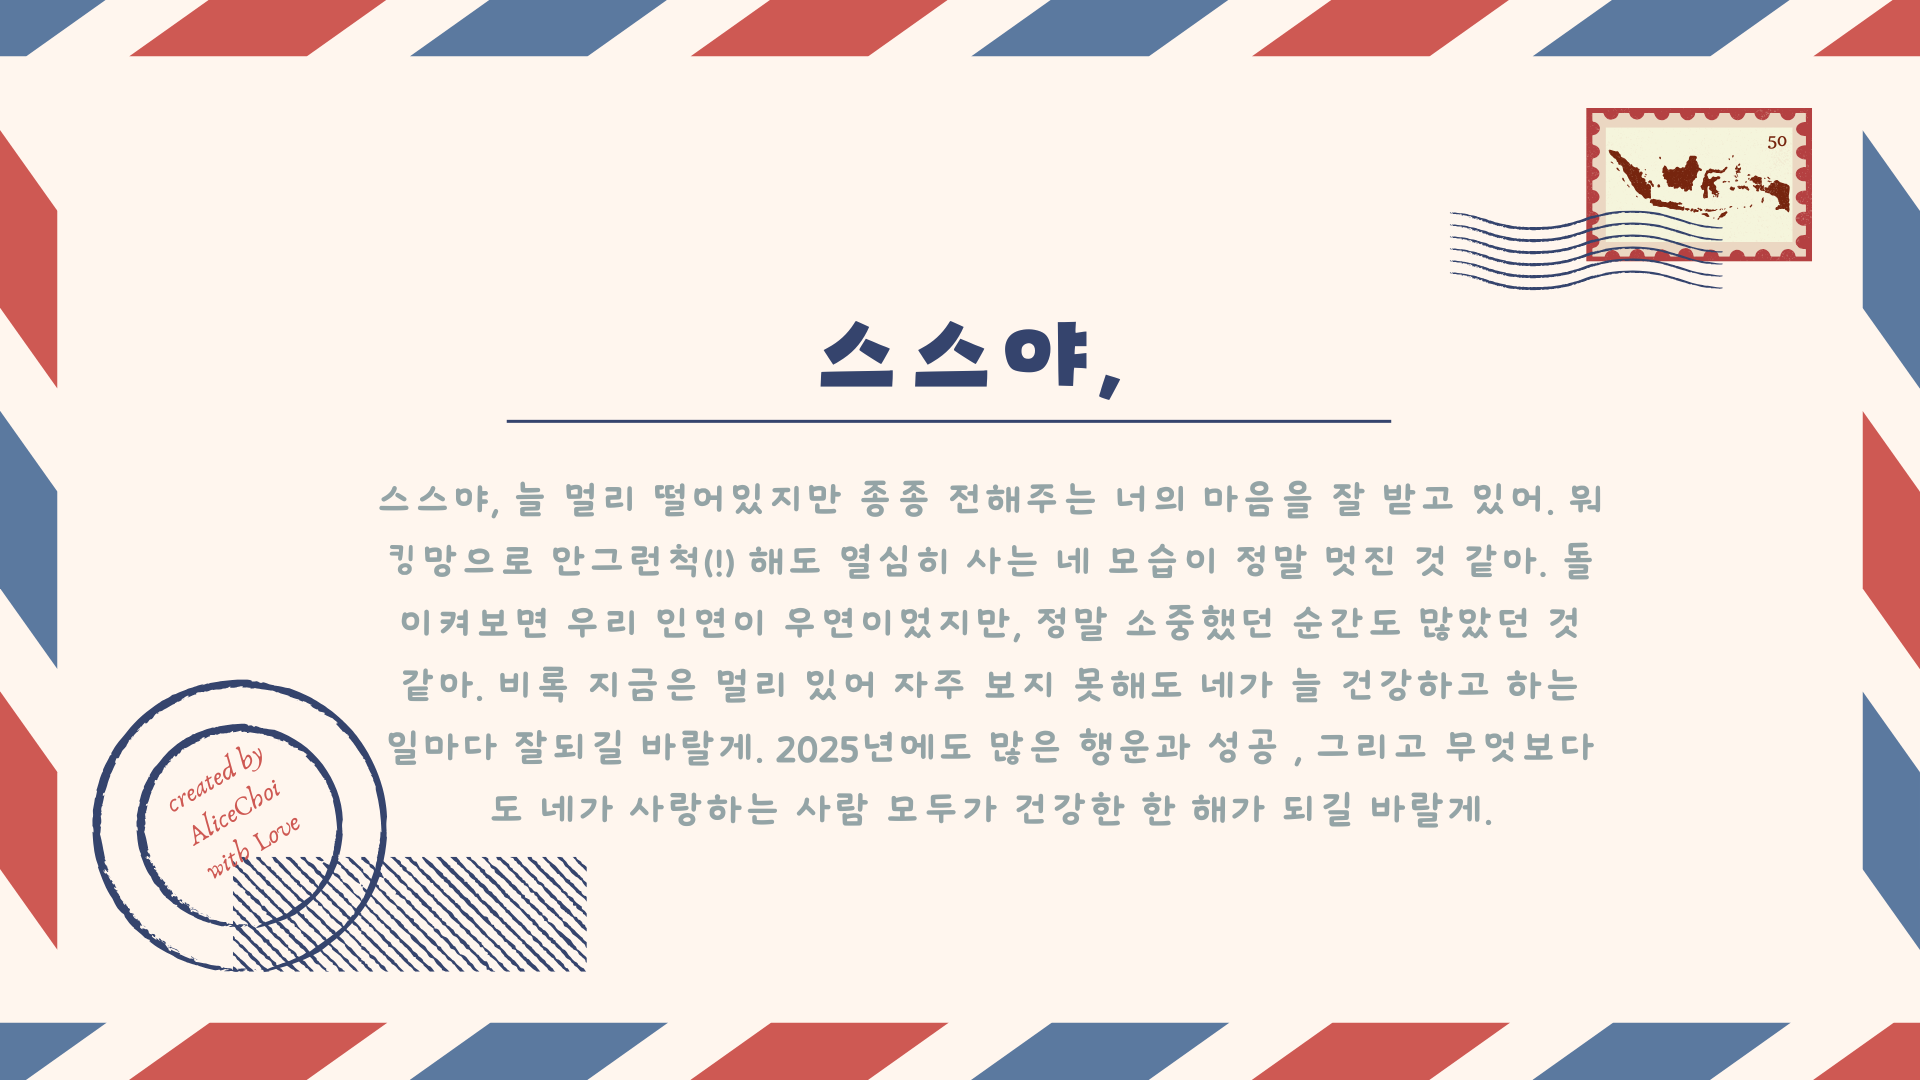 50
스스야,
스스야, 늘 멀리 떨어있지만 종종 전해주는 너의 마음을 잘 받고 있어. 워
킹망으로 안그런척(!) 해도 열심히 사는 네 모습이 정말 멋진 것 같아. 돌
이켜보면 우리 인연이 우연이었지만, 정말 소중했던 순간도 많았던 것
같아. 비록 지금은 멀리 있어 자주 보지 못해도 네가 늘 건강하고 하는
일마다 잘되길 바랄게. 2025년에도 많은 행운과 성공 , 그리고 무엇보다
도 네가 사랑하는 사람 모두가 건강한 한 해가 되길 바랄게.
created by
AliceChoi
with Love